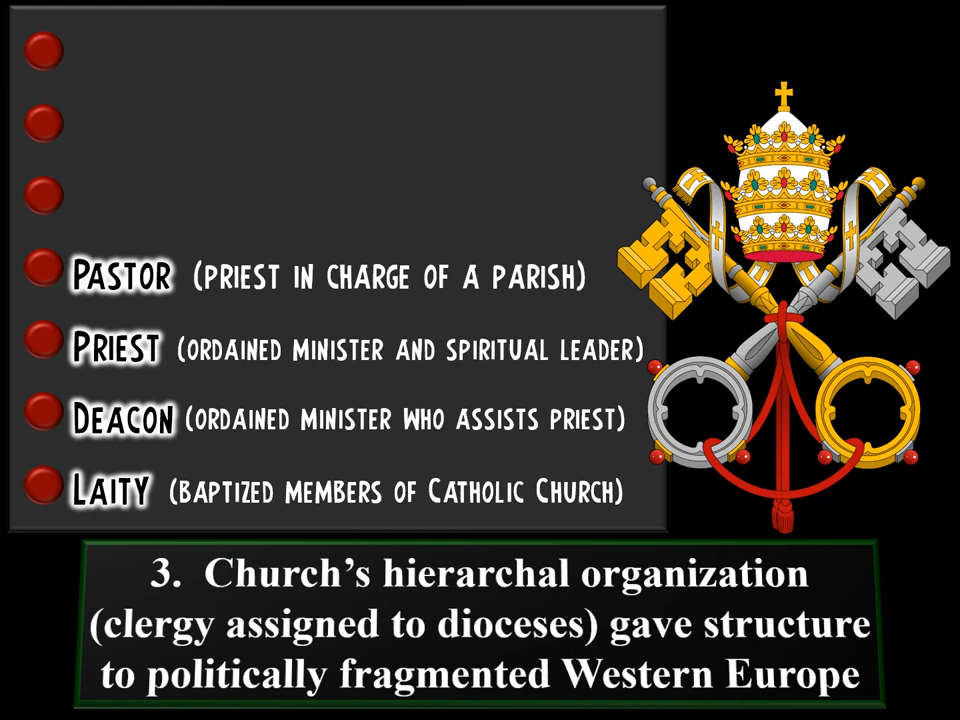 Pastor (priest in charge of a parish)
Priest (ordained minister and spiritual leader)
Deacon (ordained minister who assists priest)
Laity (baptized members of Catholic Church)
3. Church’s hierarchal organization
(clergy assigned to dioceses) gave structure
to politically fragmented Western Europe